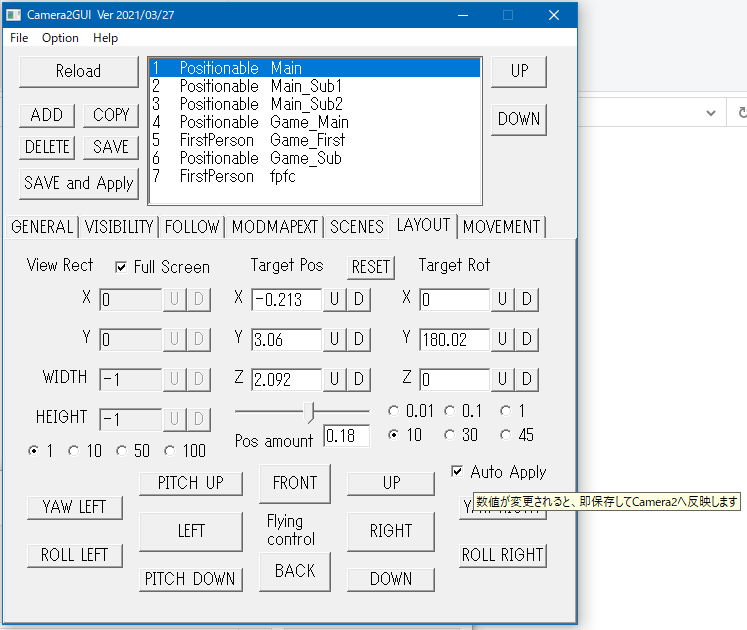 Camera2GUI Ver 2021/03/27
File Option Help
Reload
ADD COPY
DELETE SAVE
SAVE and Apply
1 Positionable Main
2 Positionable Main_Sub1
3 Positionable Main_Sub2
4 Positionable Game_Main
5 FirstPerson Game_First
6 Positionable Game_Sub
7 FirstPerson fpfc
UP
DOWN
GENERAL VISIBILITY FOLLOW MODMAPEXT SCENES LAYOUT MOVEMENT
View Rect Full Screen Target Pos RESET Target Rot
X 0 U D X -0.213 U D X 0 U D
Y 0 U D Y 3.06 U D Y 180.02 U D
WIDTH -1 U D Z 2.092 U D Z 0 U D
HEIGHT -1 U D
1 10 50 100
Pos amount 0.18
0.01 0.1 1
10 30 45
Auto Apply
PITCH UP FRONT UP
数値が変更されると、即保存してCamera2へ反映します
YAW LEFT LEFT Flying control RIGHT
ROLL LEFT PITCH DOWN BACK DOWN ROLL RIGHT